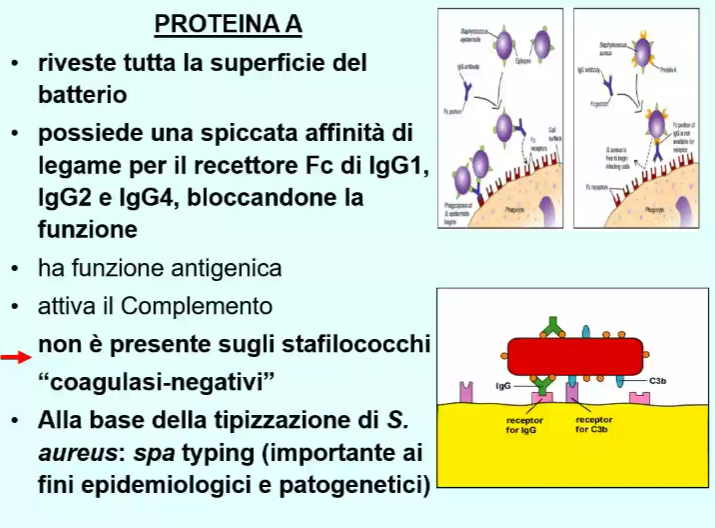 PROTEINA A
• riveste tutta la superficie del
batterio
• possiede una spiccata affinità di
legame per il recettore Fc di IgG1,
IgG2 e IgG4, bloccandone la
funzione
• ha funzione antigenica
• attiva il Complemento
non è presente sugli stafilococchi
“coagulasi-negativi”
• Alla base della tipizzazione di S.
aureus: spa typing (importante ai
fini epidemiologici e patogenetici)
Staphylococcus
epidermidis
Epitopes
IgG antibody
Fc portion
Cell
surface
Fc
receptors
Phagocytosis of
S. epidermidis
begins
Phagocyte
Staphylococcus
aureus
IgG antibody
Protein A
Fc portion
Fc portion of
IgG is not
available for
receptor
S. aureus is
free to begin
infecting cells
Fc receptors
Phagocyte
IgG
C3b
receptor
for IgG
receptor
for C3b